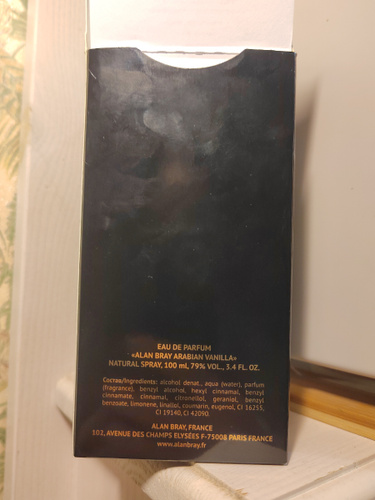 EAU DE PARFUM
«ALAN BRAY ARABIAN VANILLA»
NATURAL SPRAY, 100 ml, 79% VOL., 3.4 FL. OZ.
Состав/Ingredients: alcohol denat., aqua (water), parfum
(fragrance), benzyl alcohol, hexyl cinnamal, benzyl
cinnamate, cinnamal, citronellol, geraniol, benzyl
benzoate, limonene, linalool, coumarin, eugenol, CI 16255,
CI 19140, CI 42090.
ALAN BRAY, FRANCE
102, AVENUE DES CHAMPS ELYSÉES F-75008 PARIS FRANCE
www.alanbray.fr